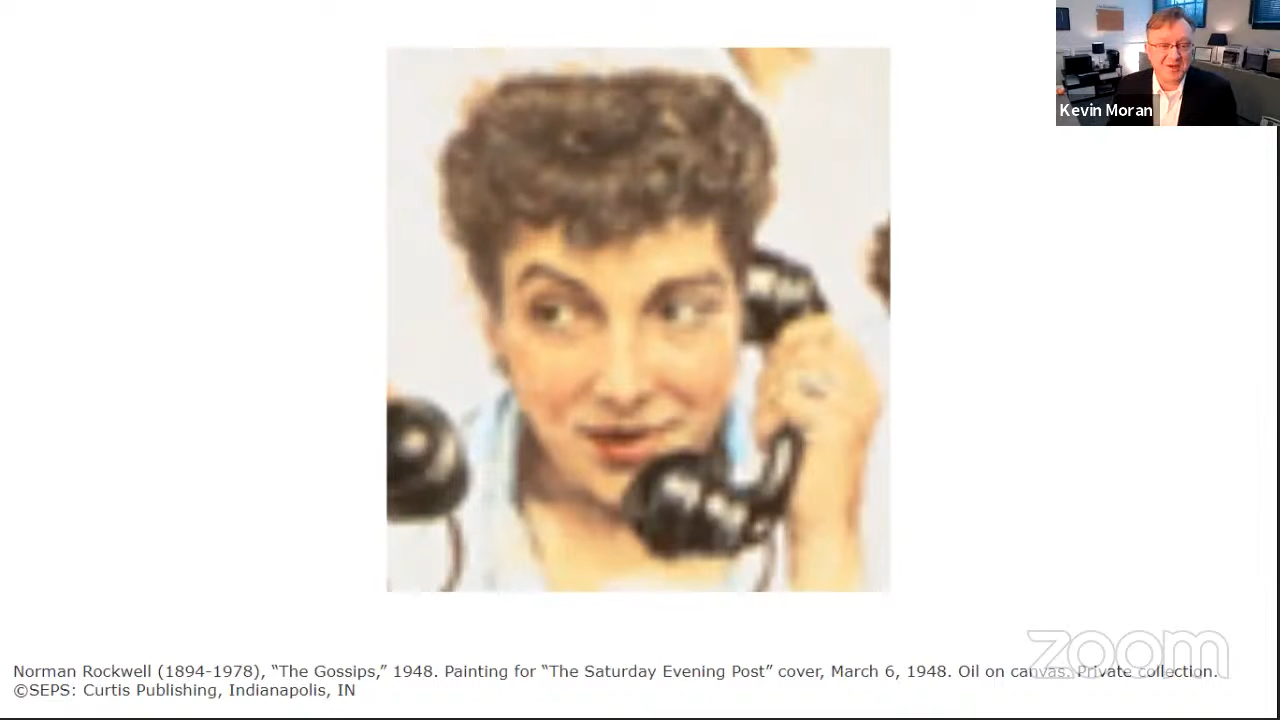 Kevin Moran
zoom
Norman Rockwell (1894-1978), “The Gossips,” 1948. Painting for “The Saturday Evening Post” cover, March 6, 1948. Oil on canvas. Private collection.
©SEPS: Curtis Publishing, Indianapolis, IN